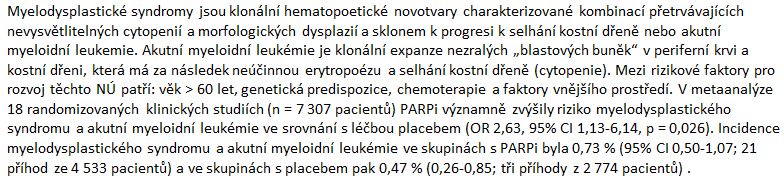 Myelodysplastické syndromy jsou klonální hematopoetické novotvary charakterizované kombinací přetrvávajících
nevysvětlitelných cytopenií a morfologických dysplazií a sklonem k progresi k selhání kostní dřeně nebo akutní
myeloidní leukemie. Akutní myeloidní leukémie je klonální expanze nezralých „blastových buněk“ v periferní krvi a
kostní dřeni, která má za následek neúčinnou erytropoézu a selhání kostní dřeně (cytopenie). Mezi rizikové faktory pro
rozvoj těchto NÚ patří: věk > 60 let, genetická predispozice, chemoterapie a faktory vnějšího prostředí. V metaanalýze
18 randomizovaných klinických studiích (n = 7 307 pacientů) PARPi významně zvýšily riziko myelodysplastického
syndromu a akutní myeloidní leukémie ve srovnání s léčbou placebem (OR 2,63, 95% CI 1,13-6,14, p = 0,026). Incidence
myelodysplastického syndromu a akutní myeloidní leukémie ve skupinách s PARPi byla 0,73 % (95% CI 0,50-1,07; 21
příhod ze 4 533 pacientů) a ve skupinách s placebem pak 0,47 % (0,26-0,85; tři příhody z 2 774 pacientů) .